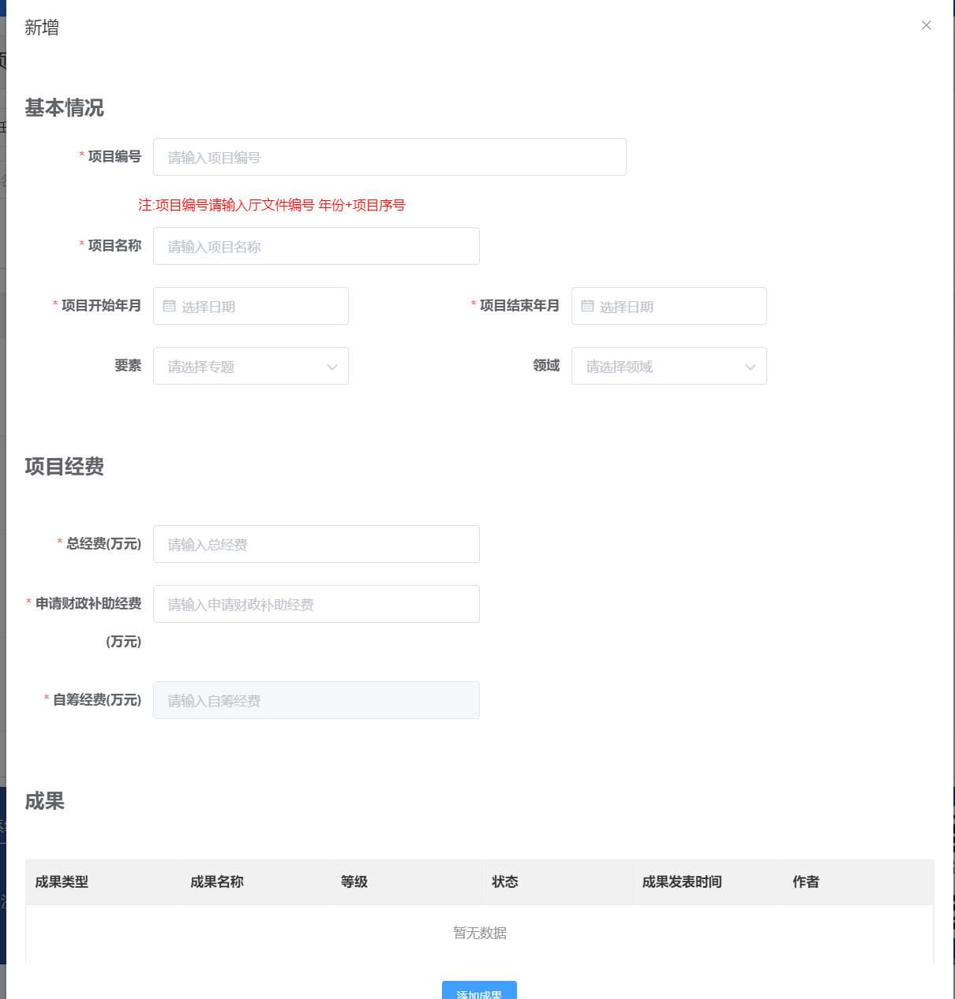 新增
基本情况
* 项目编号 请输入项目编号
注:项目编号请输入厅文件编号 年份+项目序号
* 项目名称 请输入项目名称
* 项目开始年月 选择日期 * 项目结束年月 选择日期
要素 请选择专题 领域 请选择领域
项目经费
* 总经费(万元) 请输入总经费
* 申请财政补助经费 请输入申请财政补助经费
(万元)
* 自筹经费(万元) 请输入自筹经费
成果
成果类型 成果名称 等级 状态 成果发表时间 作者
暂无数据
添加成果